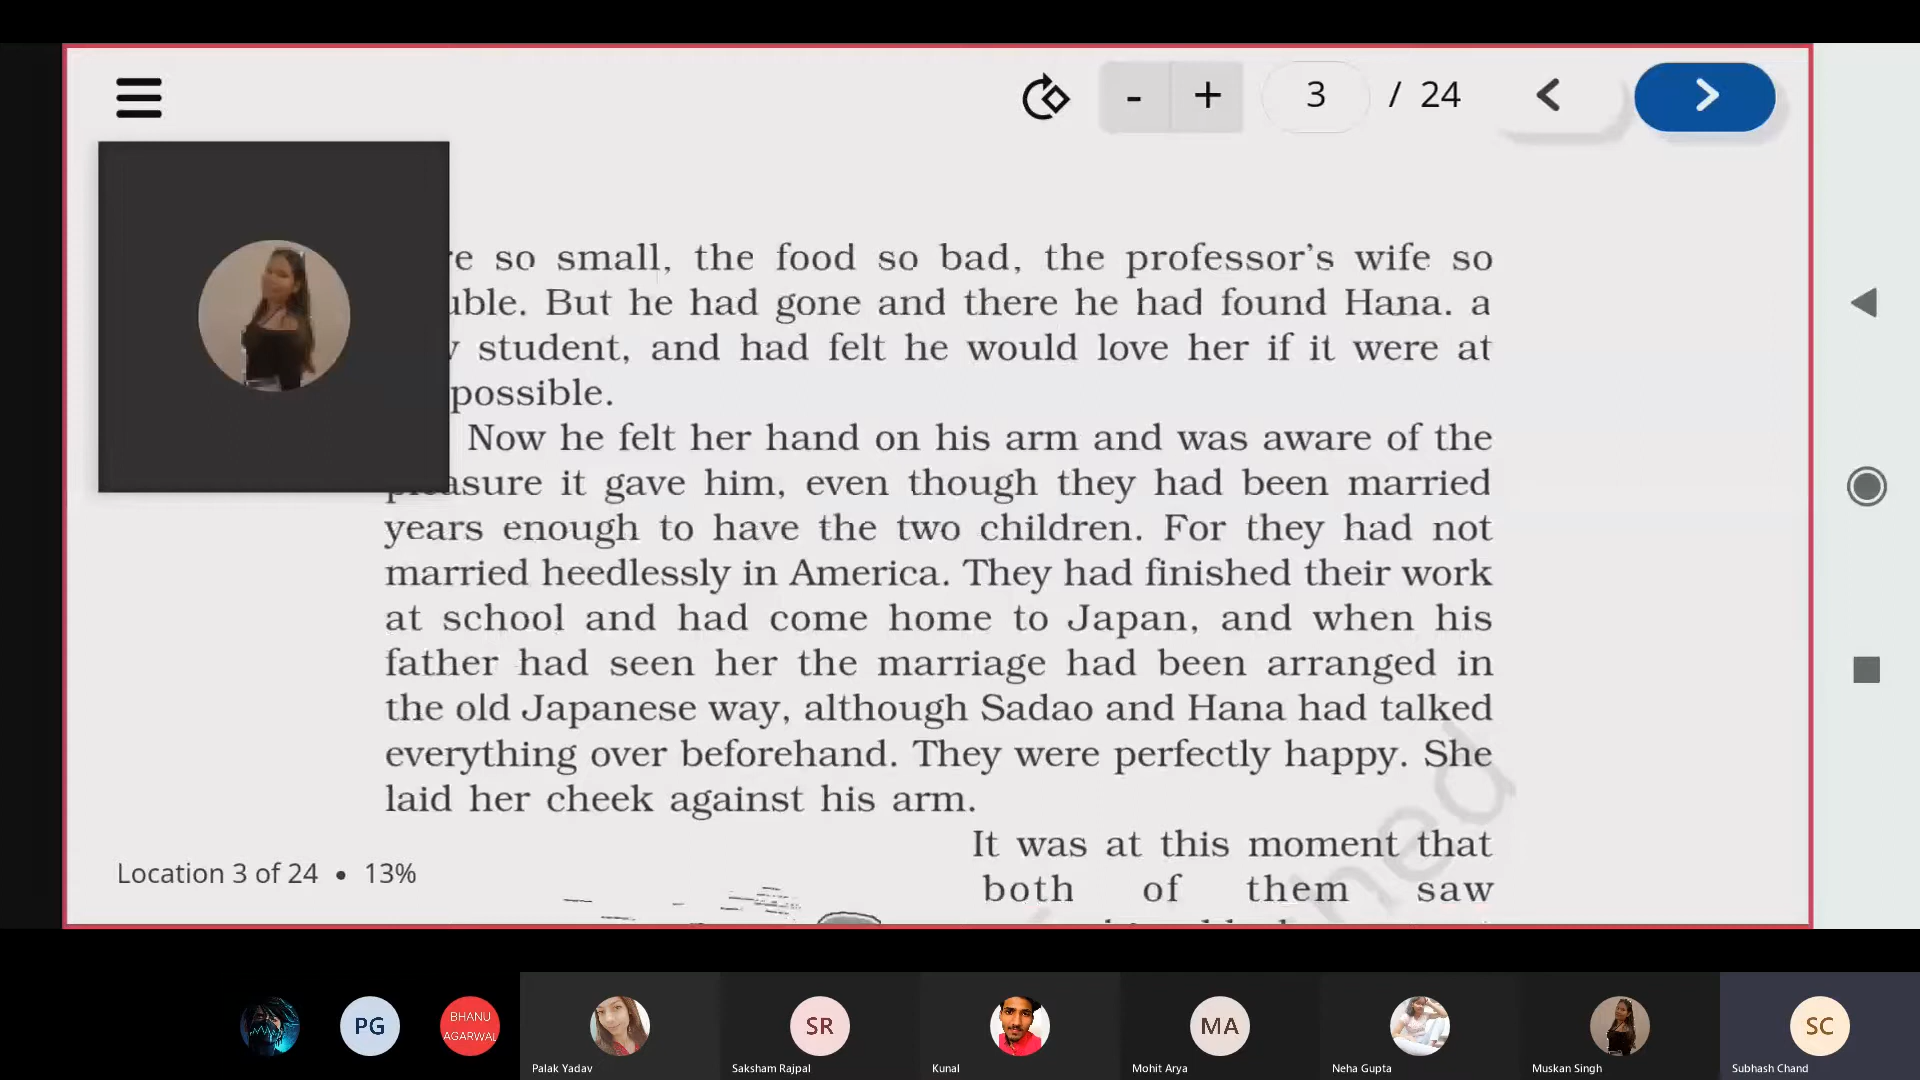 - + 3 / 24
so small, the food so bad, the professor's wife so
But he had gone and there he had found Hana. a
student, and had felt he would love her if it were at
possible.
Now he felt her hand on his arm and was aware of the
it gave him, even though they had been married
years enough to have the two children. For they had not
married heedlessly in America. They had finished their work
at school and had come home to Japan, and when his
father had seen her the marriage had been arranged in
the old Japanese way, although Sadao and Hana had talked
everything over beforehand. They were perfectly happy. She
laid her cheek against his arm.
It was at this moment that
both of them saw
Location 3 of 24 • 13%
PG
BHANU
AGARWAL
Palak Yadav
SR
Saksham Rajpal
Kunal
MA
Mohit Arya
Neha Gupta
Muskan Singh
SC
Subhash Chand